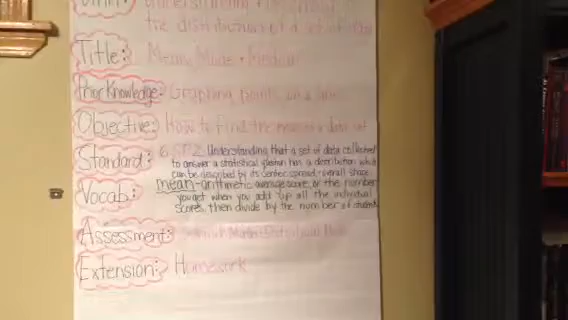 the distribution of a set of data
Title: Mean, Mode + Median
Prior Knowledge: Graphing points on a line
Objective: How to find the mean of a data set
Standard: 6.SP.2 Understanding that a set of data collected
to answer a statistical question has a distribution which
can be described by its center, spread, overall shape
Vocab: mean-arithmetic average score, or the number
you get when you add up all the individual
scores, then divide by the number of students
Assessment:
Extension: Homework